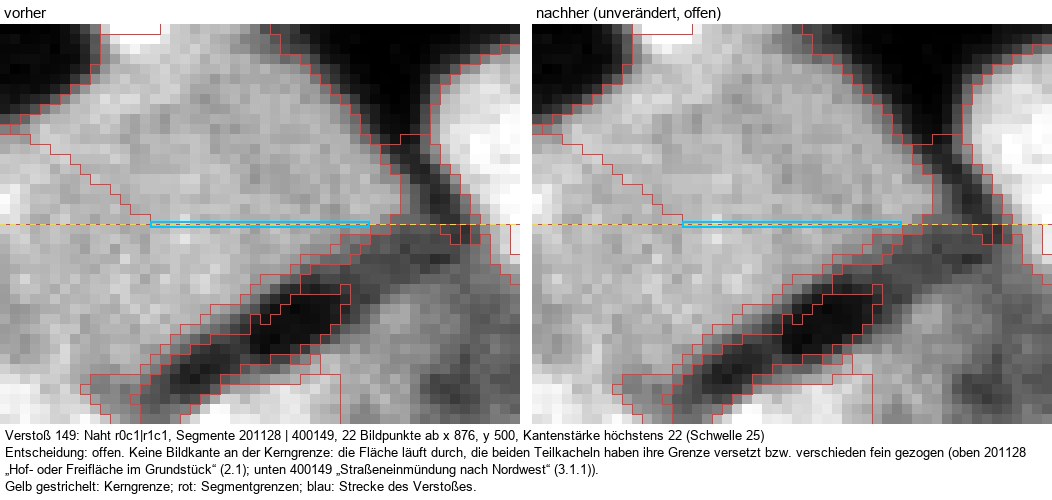 vorher
nachher (unverändert, offen)
Verstoß 149: Naht r0c1|r1c1, Segmente 201128 | 400149, 22 Bildpunkte ab x 876, y 500, Kantenstärke höchstens 22 (Schwelle 25)
Entscheidung: offen. Keine Bildkante an der Kerngrenze: die Fläche läuft durch, die beiden Teilkacheln haben ihre Grenze versetzt bzw. verschieden fein gezogen (oben 201128
„Hof- oder Freifläche im Grundstück“ (2.1); unten 400149 „Straßeneinmündung nach Nordwest“ (3.1.1)).
Gelb gestrichelt: Kerngrenze; rot: Segmentgrenzen; blau: Strecke des Verstoßes.